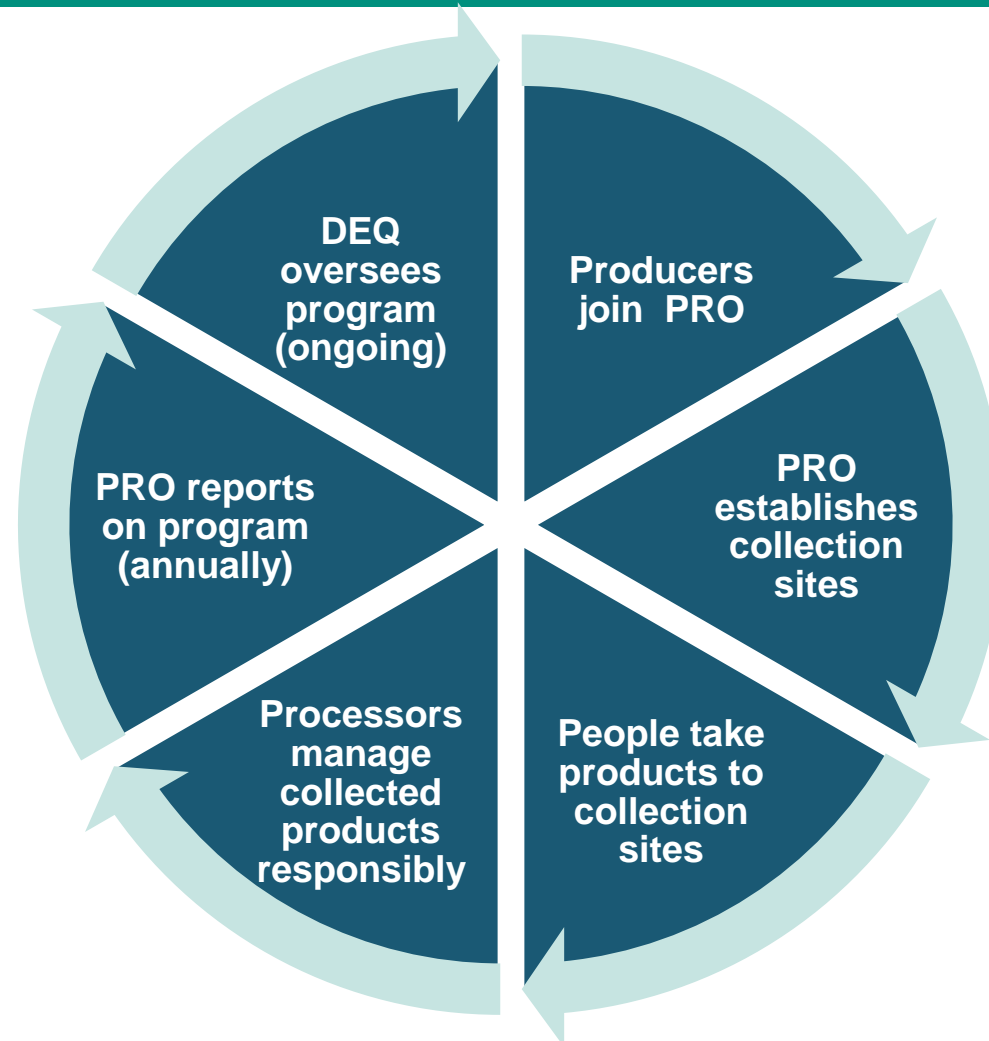 Producers
join PRO
PRO
establishes
collection
sites
People take
products to
collection
sites
Processors
manage
collected
products
responsibly
PRO reports
on program
(annually)
DEQ
oversees
program
(ongoing)